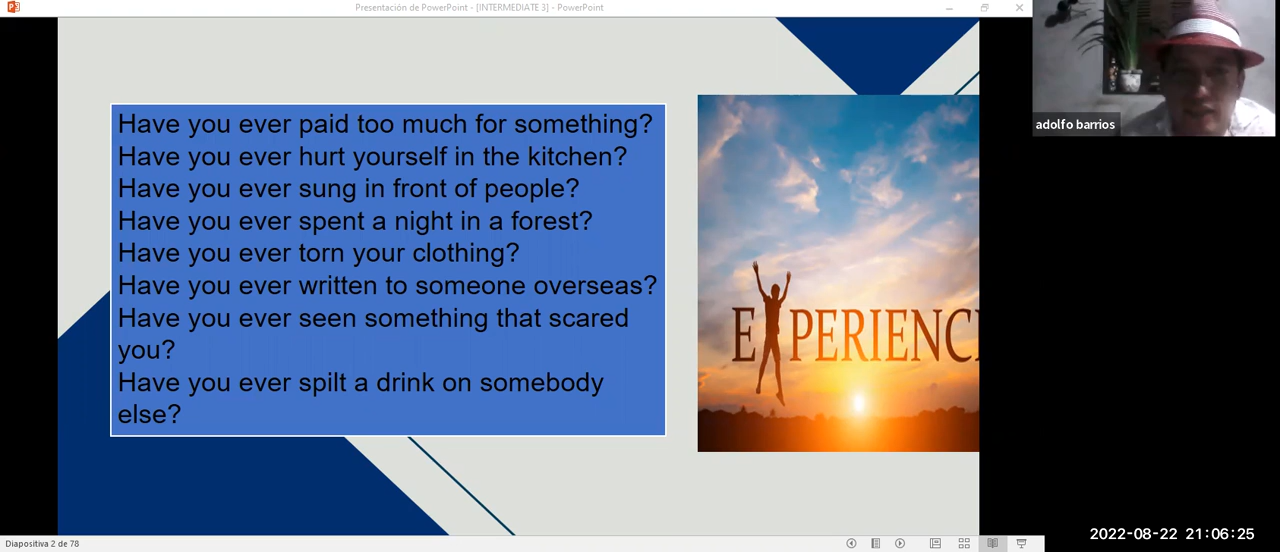 Presentación de PowerPoint - [INTERMEDIATE 3] - PowerPoint
Have you ever paid too much for something?
Have you ever hurt yourself in the kitchen?
Have you ever sung in front of people?
Have you ever spent a night in a forest?
Have you ever torn your clothing?
Have you ever written to someone overseas?
Have you ever seen something that scared
you?
Have you ever spilt a drink on somebody
else?
EXPERIENC
adolfo barrios
Diapositiva 2 de 78
2022-08-22 21:06:25